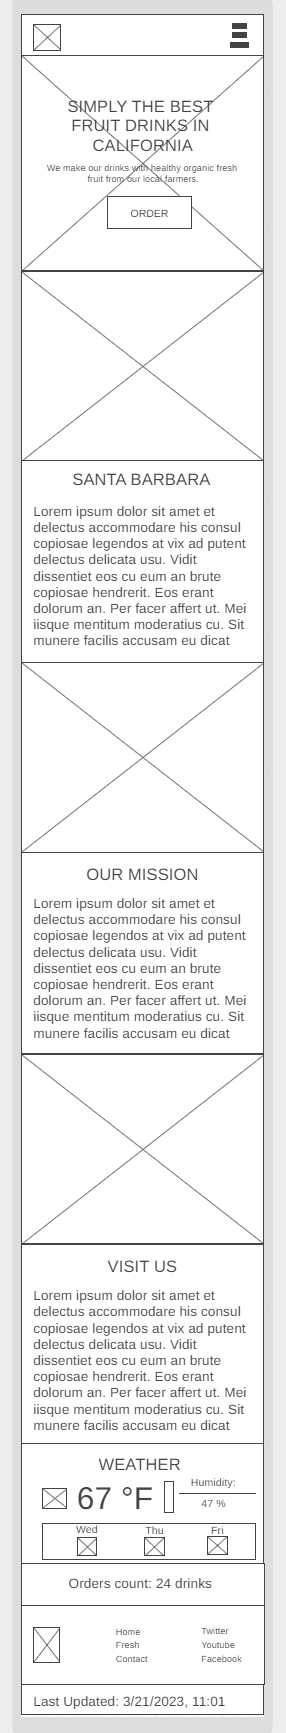 SIMPLY THE BEST
FRUIT DRINKS IN
CALIFORNIA
We make our drinks with healthy organic fresh
fruit from our local farmers.
ORDER
SANTA BARBARA
Lorem ipsum dolor sit amet et
delectus accommodare his consul
copiosae legendos at vix ad putent
delectus delicata usu. Vidit
dissentiet eos cu eum an brute
copiosae hendrerit. Eos erant
dolorum an. Per facer affert ut. Mei
iisque mentitum moderatius cu. Sit
munere facilis accusam eu dicat
OUR MISSION
Lorem ipsum dolor sit amet et
delectus accommodare his consul
copiosae legendos at vix ad putent
delectus delicata usu. Vidit
dissentiet eos cu eum an brute
copiosae hendrerit. Eos erant
dolorum an. Per facer affert ut. Mei
iisque mentitum moderatius cu. Sit
munere facilis accusam eu dicat
VISIT US
Lorem ipsum dolor sit amet et
delectus accommodare his consul
copiosae legendos at vix ad putent
delectus delicata usu. Vidit
dissentiet eos cu eum an brute
copiosae hendrerit. Eos erant
dolorum an. Per facer affert ut. Mei
iisque mentitum moderatius cu. Sit
munere facilis accusam eu dicat
WEATHER
67 °F
Humidity:
47 %
Wed Thu Fri
Orders count: 24 drinks
Home Twitter
Fresh Youtube
Contact Facebook
Last Updated: 3/21/2023, 11:01